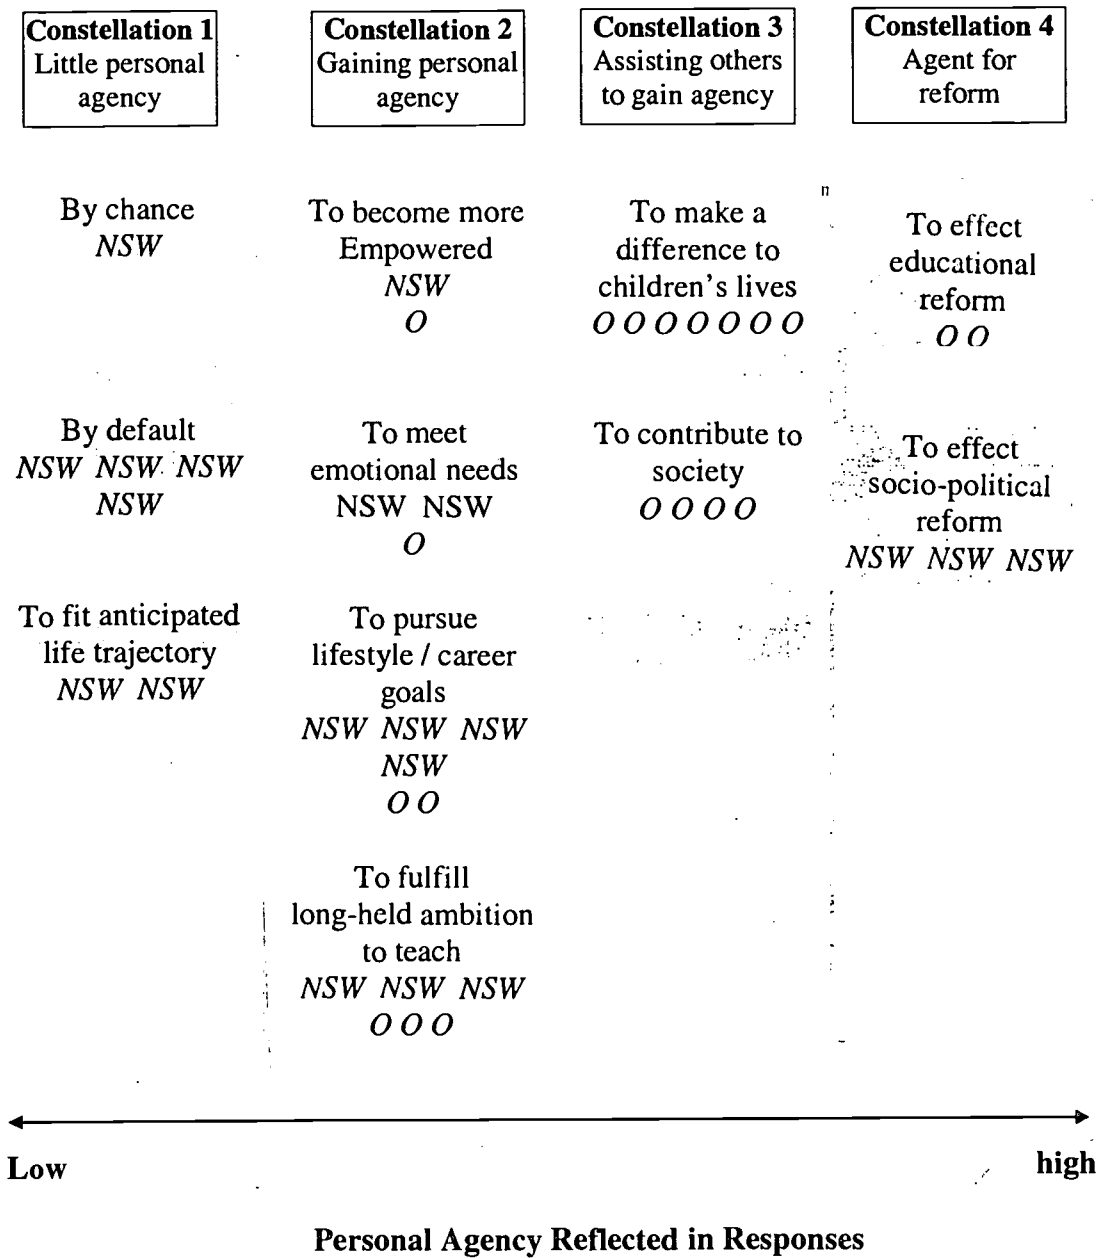 Constellation 1
Little personal
agency
Constellation 2
Gaining personal
agency
Constellation 3
Assisting others
to gain agency
Constellation 4
Agent for
reform
By chance
NSW
By default
NSW NSW NSW
NSW
To fit anticipated
life trajectory
NSW NSW
To become more
Empowered
NSW
O
To meet
emotional needs
NSW NSW
O
To pursue
lifestyle / career
goals
NSW NSW NSW
NSW
O O
To fulfill
long-held ambition
to teach
NSW NSW NSW
O O O
To make a
difference to
children's lives
O O O O O O O
To contribute to
society
O O O O
To effect
educational
reform
O O
To effect
socio-political
reform
NSW NSW NSW
Low
high
Personal Agency Reflected in Responses